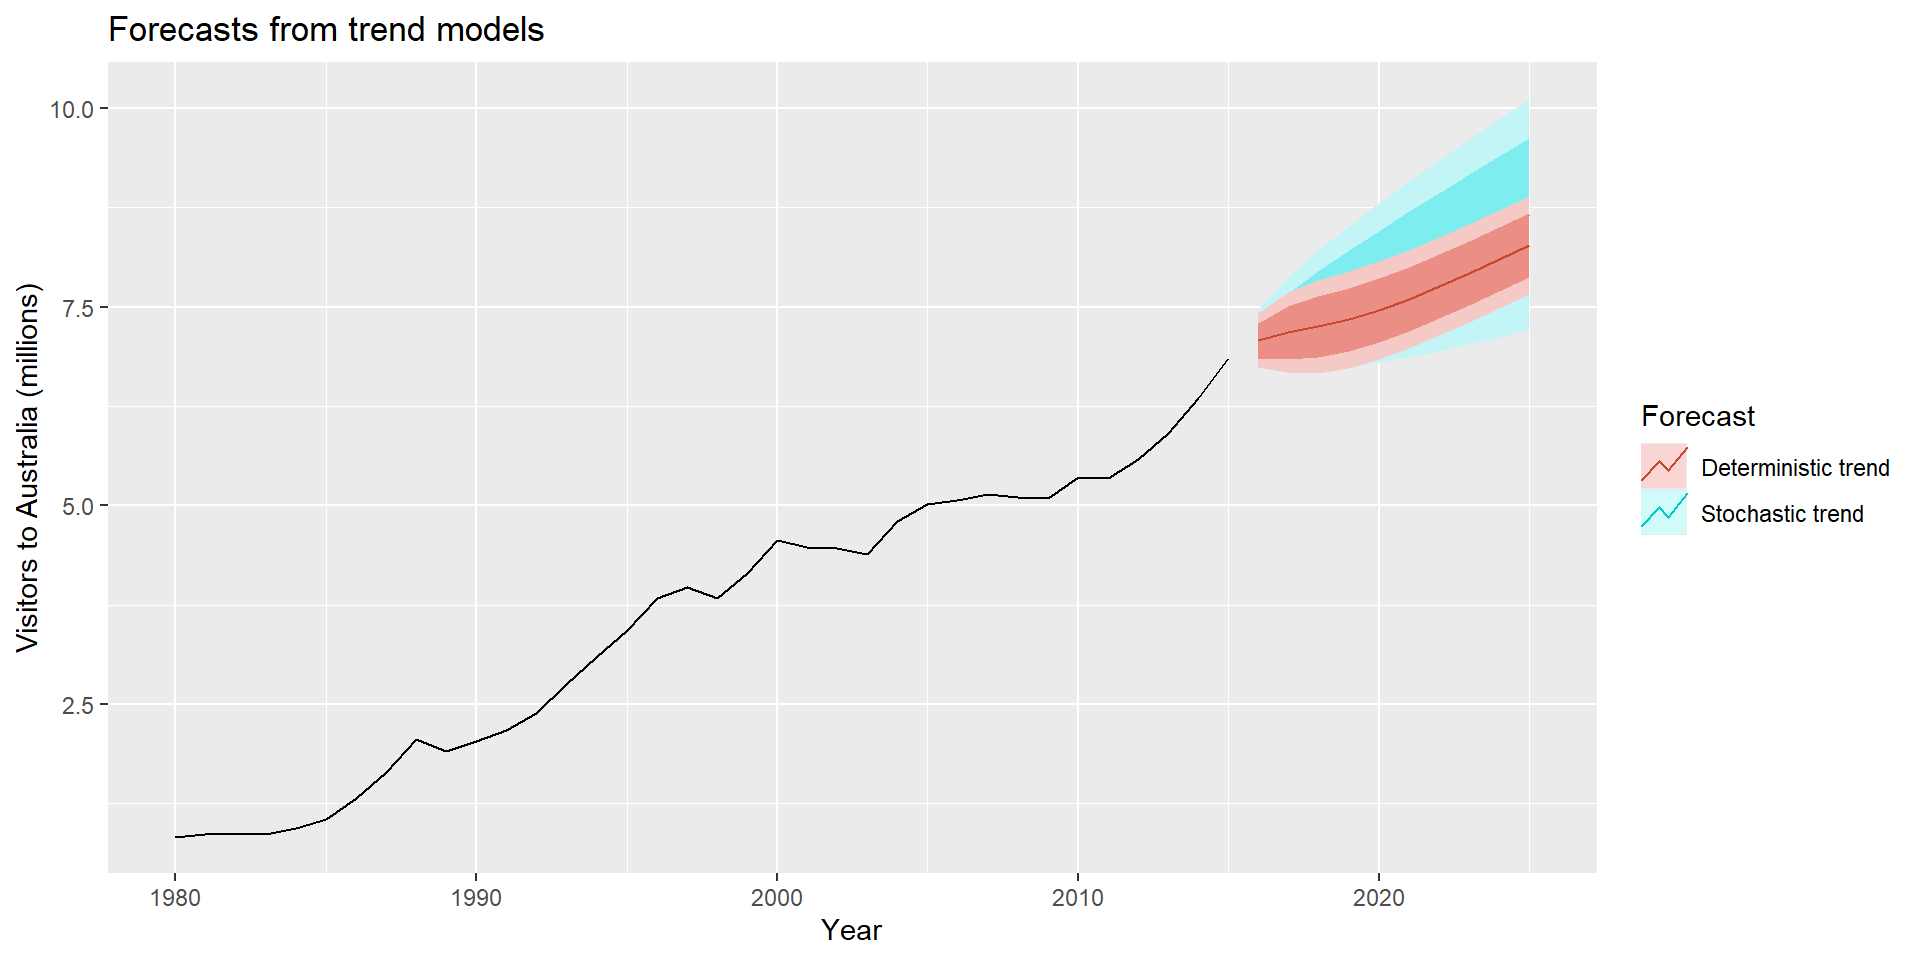 Forecasts from trend models
10.0
7.5
5.0
2.5
Visitors to Australia (millions)
1980
1990
2000
2010
2020
Year
Forecast
Deterministic trend
Stochastic trend